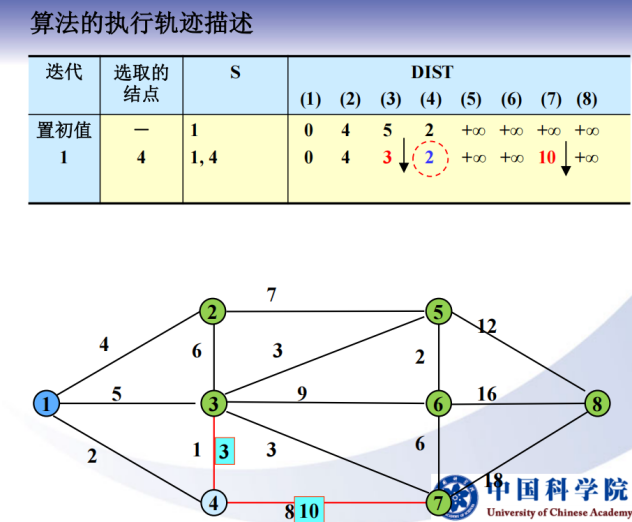 算法的执行轨迹描述
迭代 选取的结点 S DIST
(1) (2) (3) (4) (5) (6) (7) (8)
置初值 — 1 0 4 5 2 +∞ +∞ +∞ +∞
1 4 1, 4 0 4 3 2 +∞ +∞ 10 +∞
7
2 5
12
4 6 3 2
1 5 3 9 6 16 8
2 1 3 3 6
18
4 8 10 7
中国科学院
University of Chinese Academy